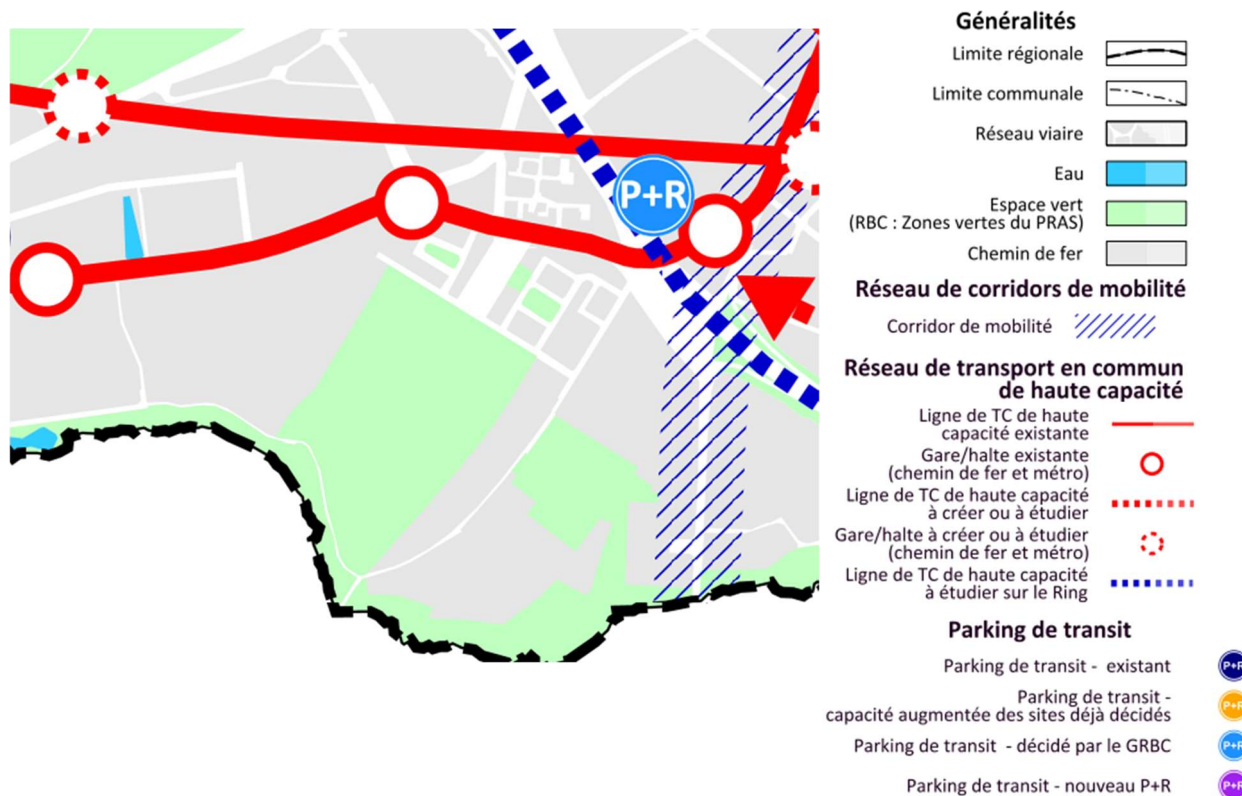 P+R
Généralités
Limite régionale
Limite communale
Réseau viaire
Eau
Espace vert
(RBC : Zones vertes du PRAS)
Chemin de fer
Réseau de corridors de mobilité
Corridor de mobilité
Réseau de transport en commun
de haute capacité
Ligne de TC de haute
capacité existante
Gare/halte existante
(chemin de fer et métro)
Ligne de TC de haute capacité
à créer ou à étudier
Gare/halte à créer ou à étudier
(chemin de fer et métro)
Ligne de TC de haute capacité
à étudier sur le Ring
Parking de transit
Parking de transit - existant
P+R
Parking de transit -
capacité augmentée des sites déjà décidés
P+R
Parking de transit - décidé par le GRBC
P+R
Parking de transit - nouveau P+R
P+R